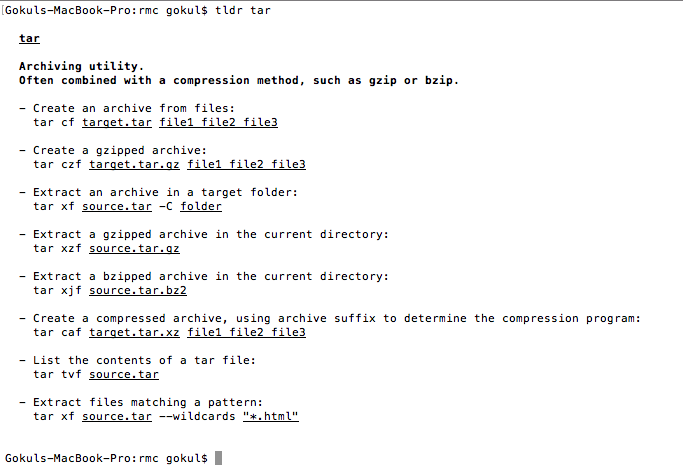 [Gokuls-MacBook-Pro:rmc gokul$ tldr tar
tar
Archiving utility.
Often combined with a compression method, such as gzip or bzip.
- Create an archive from files:
tar cf target.tar file1 file2 file3
- Create a gzipped archive:
tar czf target.tar.gz file1 file2 file3
- Extract an archive in a target folder:
tar xf source.tar -C folder
- Extract a gzipped archive in the current directory:
tar xzf source.tar.gz
- Extract a bzipped archive in the current directory:
tar xjf source.tar.bz2
- Create a compressed archive, using archive suffix to determine the compression program:
tar caf target.tar.xz file1 file2 file3
- List the contents of a tar file:
tar tvf source.tar
- Extract files matching a pattern:
tar xf source.tar --wildcards "*.html"
Gokuls-MacBook-Pro:rmc gokul$